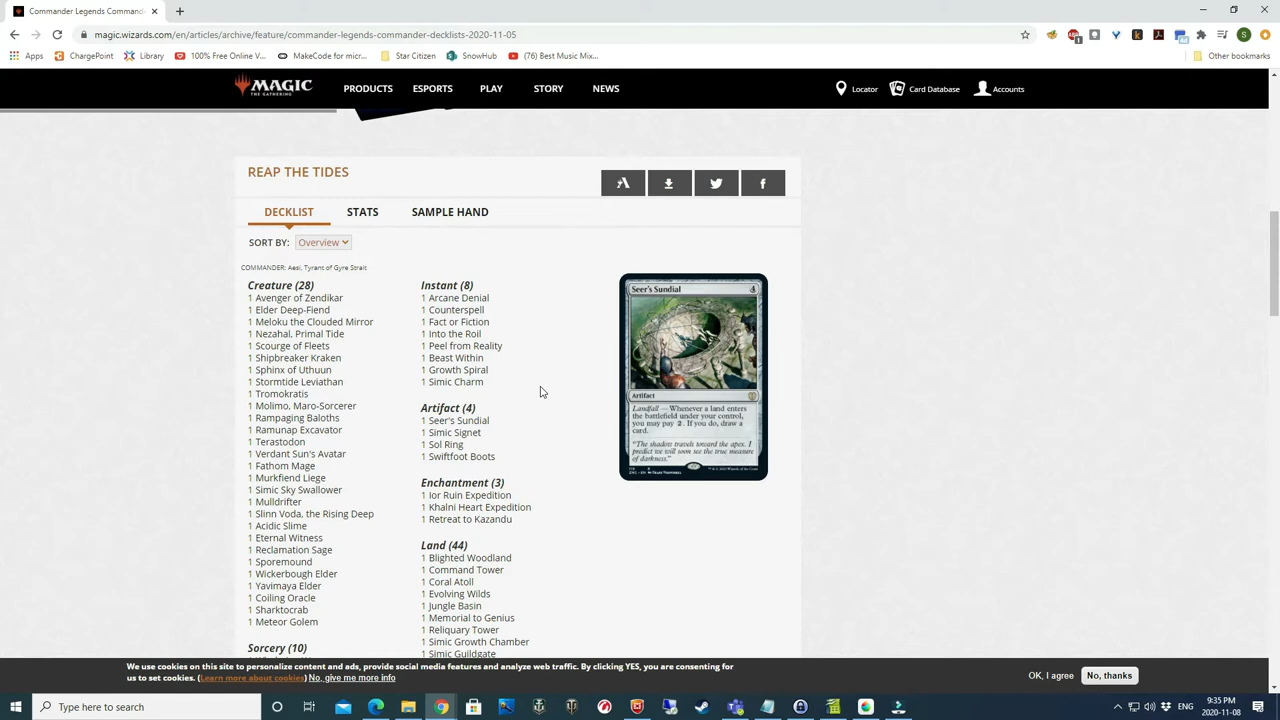 Commander Legends Comman
magic.wizards.com/en/articles/archive/feature/commander-legends-commander-decklists-2020-11-05
S
Apps
ChargePoint
Library
100% Free Online V...
MakeCode for micr...
Star Citizen
SnowHub
(76) Best Music Mix...
Other bookmarks
MAGIC
THE GATHERING
PRODUCTS
ESPORTS
PLAY
STORY
NEWS
Locator
Card Database
Accounts
REAP THE TIDES
DECKLIST
STATS
SAMPLE HAND
SORT BY: Overview
COMMANDER: Aesi, Tyrant of Gyre Strait
Creature (28)
1 Avenger of Zendikar
1 Elder Deep-Fiend
1 Meloku the Clouded Mirror
1 Nezahal, Primal Tide
1 Scourge of Fleets
1 Shipbreaker Kraken
1 Sphinx of Uthuun
1 Stormtide Leviathan
1 Tromokratis
1 Molimo, Maro-Sorcerer
1 Rampaging Baloths
1 Ramunap Excavator
1 Terastodon
1 Verdant Sun's Avatar
1 Fathom Mage
1 Murkfiend Liege
1 Simic Sky Swallower
1 Mulldrifter
1 Slinn Voda, the Rising Deep
1 Acidic Slime
1 Eternal Witness
1 Reclamation Sage
1 Sporemound
1 Wickerbough Elder
1 Yavimaya Elder
1 Coiling Oracle
1 Sharktocrab
1 Meteor Golem
Sorcery (10)
Instant (8)
1 Arcane Denial
1 Counterspell
1 Fact or Fiction
1 Into the Roil
1 Peel from Reality
1 Beast Within
1 Growth Spiral
1 Simic Charm
Artifact (4)
1 Seer's Sundial
1 Simic Signet
1 Sol Ring
1 Swiftfoot Boots
Enchantment (3)
1 Ior Ruin Expedition
1 Khalni Heart Expedition
1 Retreat to Kazandu
Land (44)
1 Blighted Woodland
1 Command Tower
1 Coral Atoll
1 Evolving Wilds
1 Jungle Basin
1 Memorial to Genius
1 Reliquary Tower
1 Simic Growth Chamber
1 Simic Guildgate
Seer's Sundial
4
Artifact
Landfall — Whenever a land enters
the battlefield under your control,
you may pay 2. If you do, draw a
card.
"The shadow travels toward the apex. I
predict we will soon see the true measure
of darkness."
We use cookies on this site to personalize content and ads, provide social media features and analyze web traffic. By clicking YES, you are consenting for
us to set cookies. (Learn more about cookies) No, give me more info
OK, I agree
No, thanks
Type here to search
ENG
9:35 PM
2020-11-08